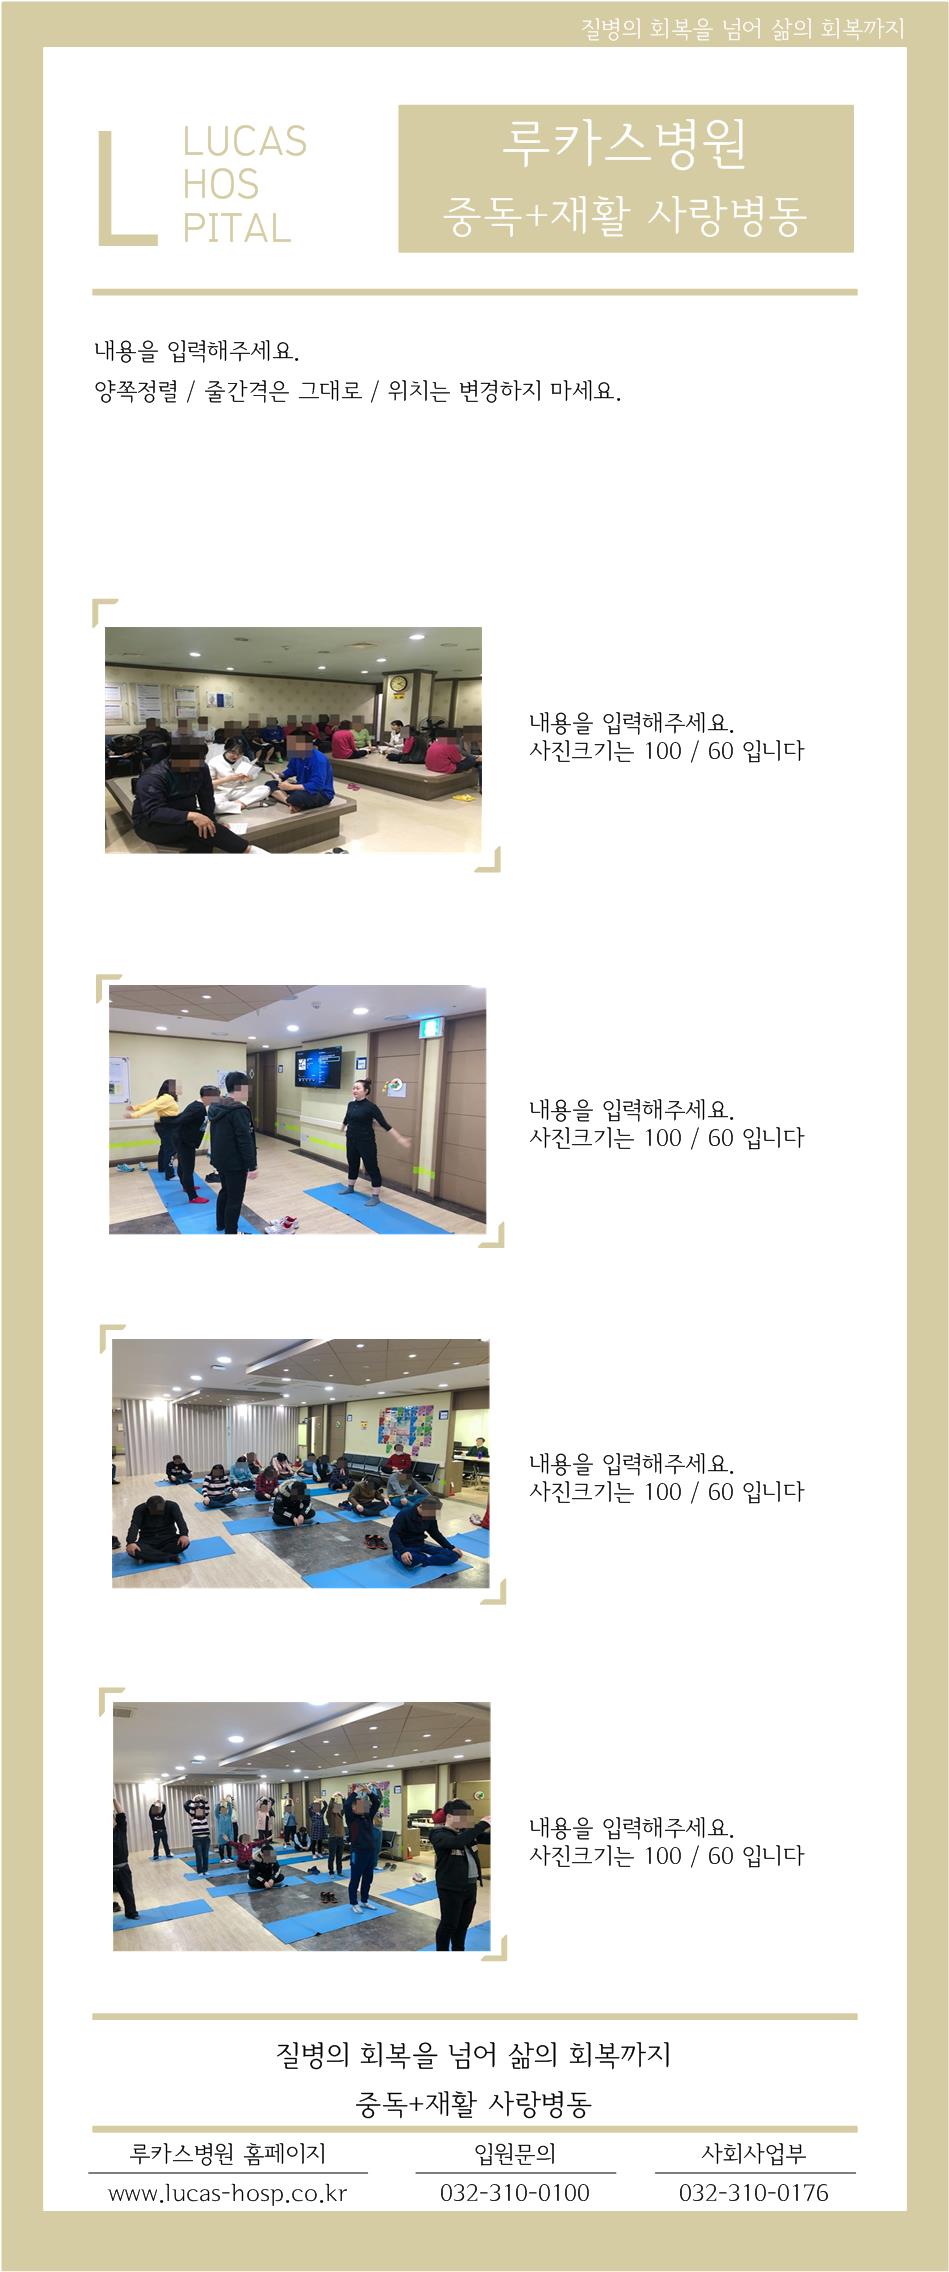 질병의 회복을 넘어 삶의 회복까지
LUCAS
HOS
PITAL
L
루카스병원
중독+재활 사랑병동
내용을 입력해주세요.
양쪽정렬 / 줄간격은 그대로 / 위치는 변경하지 마세요.
내용을 입력해주세요.
사진크기는 100 / 60 입니다
내용을 입력해주세요.
사진크기는 100 / 60 입니다
내용을 입력해주세요.
사진크기는 100 / 60 입니다
내용을 입력해주세요.
사진크기는 100 / 60 입니다
질병의 회복을 넘어 삶의 회복까지
중독+재활 사랑병동
루카스병원 홈페이지
www.lucas-hosp.co.kr
입원문의
032-310-0100
사회사업부
032-310-0176